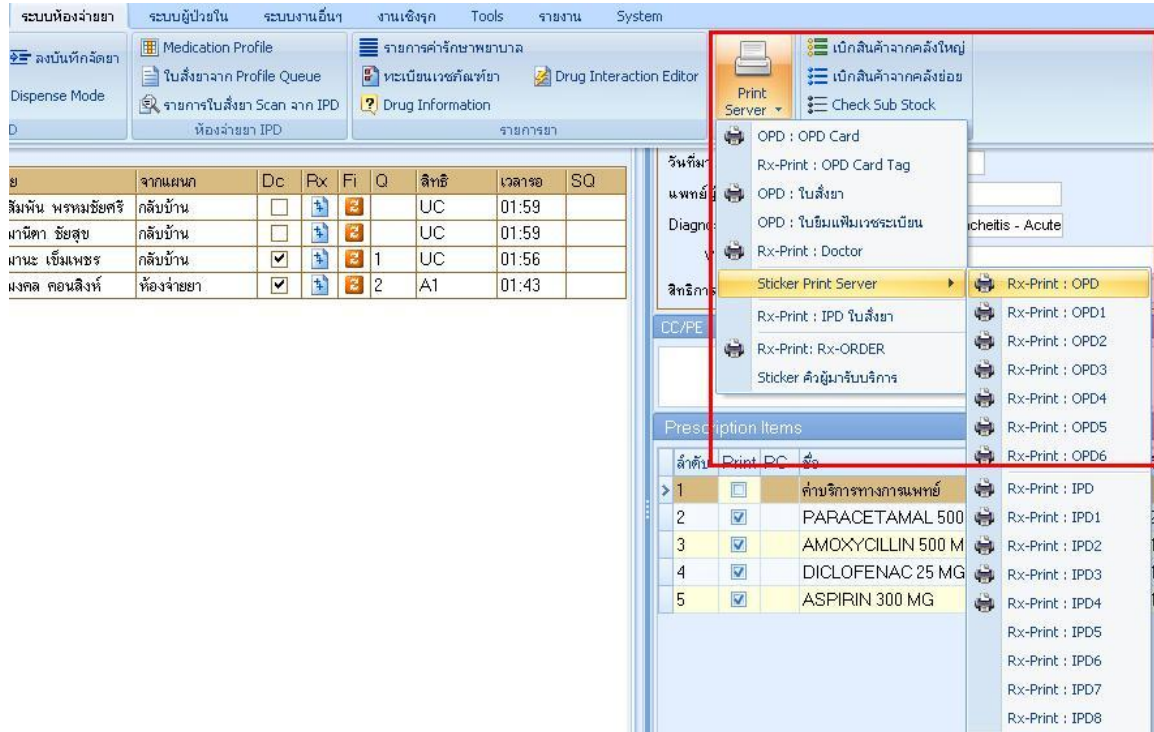 ระบบห้องจ่ายยา ระบบผู้ป่วยใน ระบบงานอื่นๆ งานเชิงรุก Tools รายงาน System
ลงบันทึกจัดยา
Dispense Mode
Medication Profile
ใบสั่งยาจาก Profile Queue
รายการใบสั่งยา Scan จาก IPD
ห้องจ่ายยา IPD
รายการค่ารักษาพยาบาล
ทะเบียนเวชภัณฑ์ยา Drug Interaction Editor
Drug Information
รายการยา
Print
Server
เบิกสินค้าจากคลังใหญ่
เบิกสินค้าจากคลังย่อย
Check Sub Stock
OPD : OPD Card
Rx-Print : OPD Card Tag
OPD : ใบสั่งยา
OPD : ใบยืมแฟ้มเวชระเบียน
Rx-Print : Doctor
Sticker Print Server
Rx-Print : IPD ใบสั่งยา
Rx-Print: Rx-ORDER
Sticker คิวผู้มารับบริการ
Rx-Print : OPD
Rx-Print : OPD1
Rx-Print : OPD2
Rx-Print : OPD3
Rx-Print : OPD4
Rx-Print : OPD5
Rx-Print : OPD6
Rx-Print : IPD
Rx-Print : IPD1
Rx-Print : IPD2
Rx-Print : IPD3
Rx-Print : IPD4
Rx-Print : IPD5
Rx-Print : IPD6
Rx-Print : IPD7
Rx-Print : IPD8
จากแผนก Dc Rx Fi Q สิทธิ เวลารอ SQ
สัมพัน พรหมชัยศรี กลับบ้าน UC 01:59
มานิตา ชัยสุข กลับบ้าน UC 01:59
มานะ เข็มเพชร กลับบ้าน 1 UC 01:56
มงคล คอนสิงห์ ห้องจ่ายยา 2 A1 01:43
วันที่มา
แพทย์ผู้
Diagno cheitis - Acute
สิทธิการ
CC/PE
Prescription Items
ลำดับ Print PC ชื่อ
1 ค่าบริการทางการแพทย์
2 PARACETAMAL 500
3 AMOXYCILLIN 500 M
4 DICLOFENAC 25 MG
5 ASPIRIN 300 MG